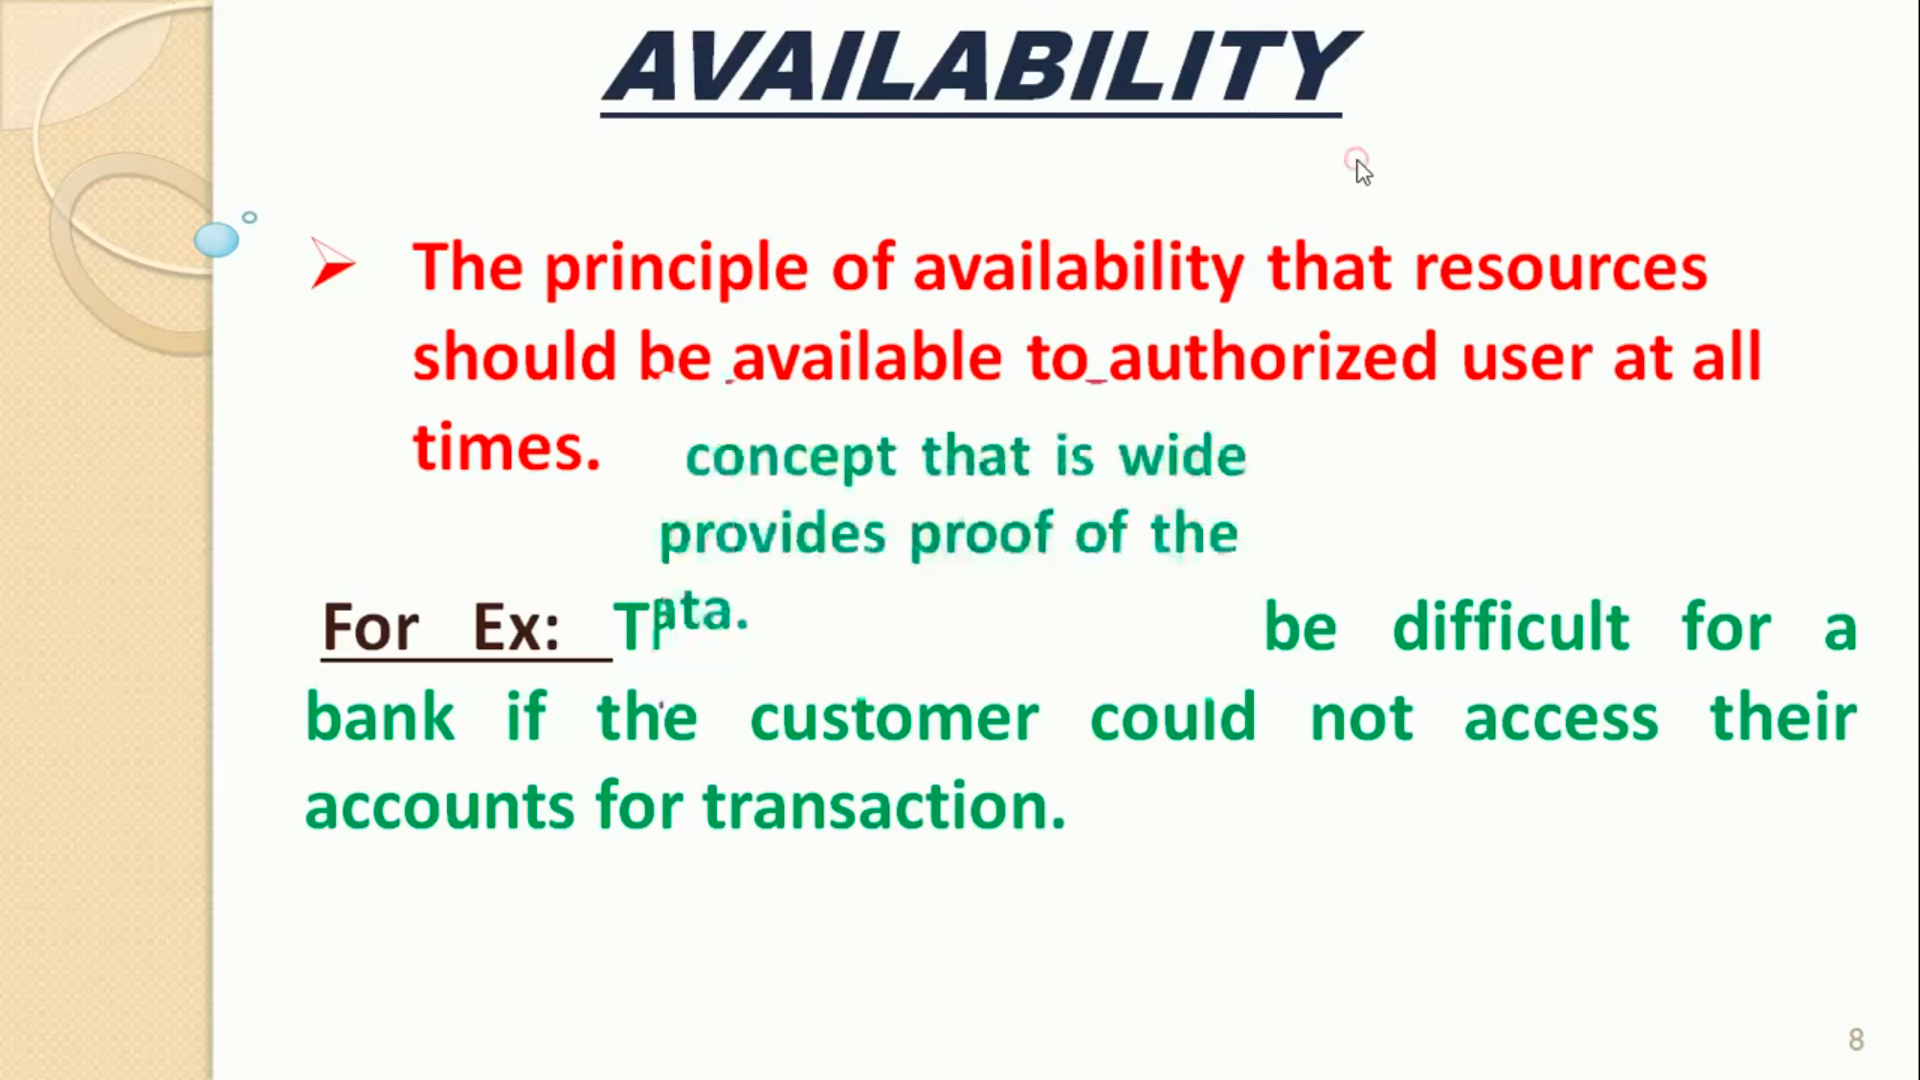 AVAILABILITY
The principle of availability that resources
should be available to authorized user at all
times.
concept that is wide
provides proof of the
ata.
For Ex: be difficult for a
bank if the customer could not access their
accounts for transaction.
8